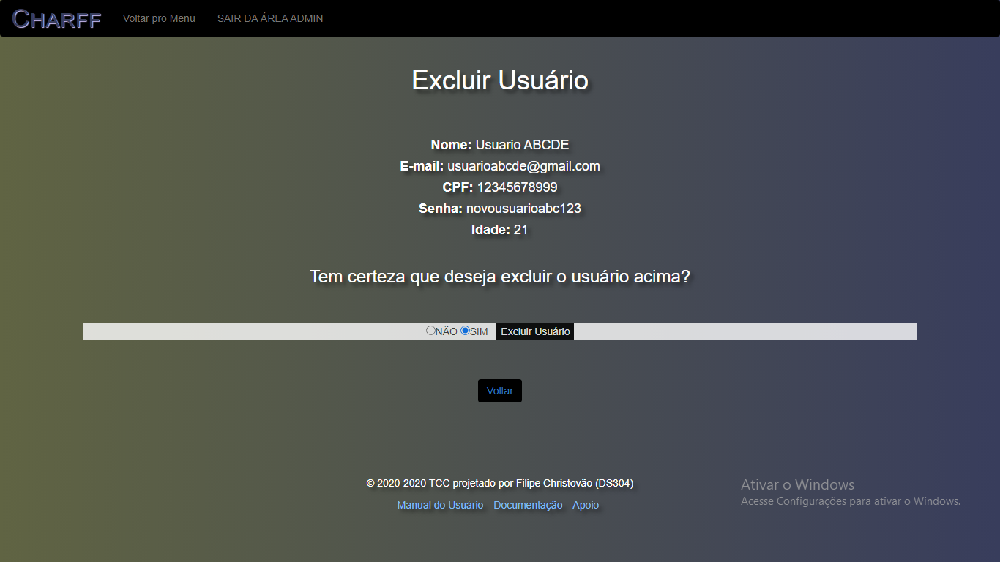 CHARFF Voltar pro Menu SAIR DA ÁREA ADMIN
Excluir Usuário
Nome: Usuario ABCDE
E-mail: usuarioabcde@gmail.com
CPF: 12345678999
Senha: novousuarioabc123
Idade: 21
Tem certeza que deseja excluir o usuário acima?
NÃO SIM Excluir Usuário
Voltar
© 2020-2020 TCC projetado por Filipe Christovão (DS304)
Manual do Usuário Documentação Apoio
Ativar o Windows
Acesse Configurações para ativar o Windows.